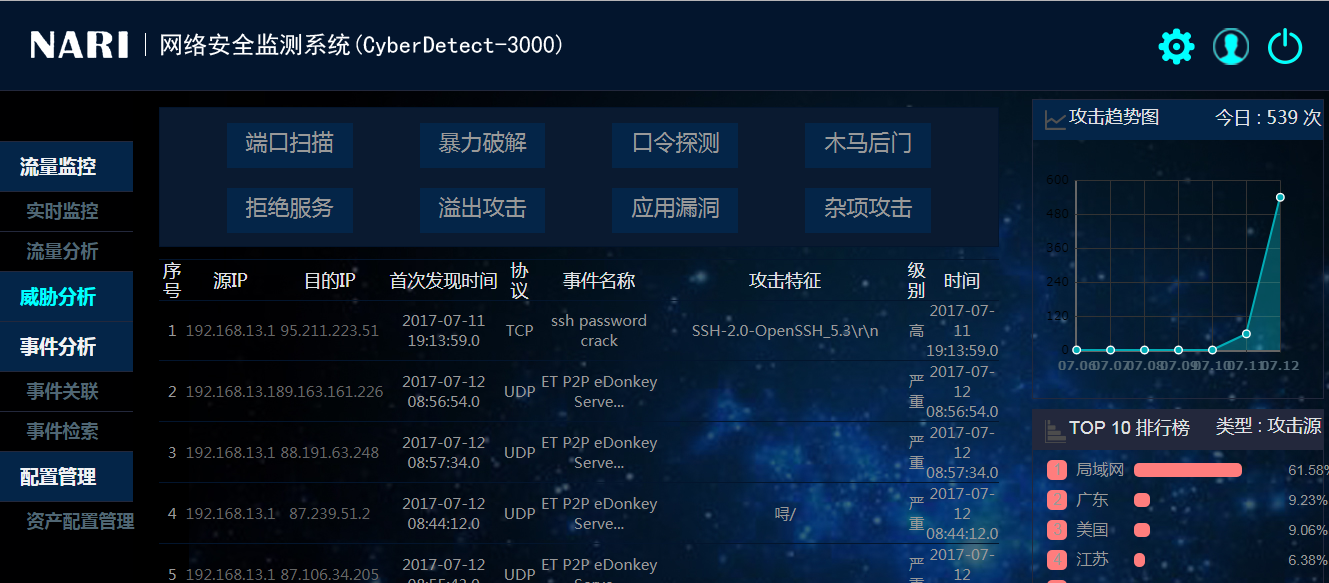 NARI 网络安全监测系统(CyberDetect-3000)
流量监控
实时监控
流量分析
威胁分析
事件分析
事件关联
事件检索
配置管理
资产配置管理
端口扫描 暴力破解 口令探测 木马后门
拒绝服务 溢出攻击 应用漏洞 杂项攻击
序号 源IP 目的IP 首次发现时间 协议 事件名称 攻击特征 级别 时间
1 192.168.13.1 95.211.223.51 2017-07-11 19:13:59.0 TCP ssh password crack SSH-2.0-OpenSSH_5.3\r\n 高 2017-07-11 19:13:59.0
2 192.168.13.1 89.163.161.226 2017-07-12 08:56:54.0 UDP ET P2P eDonkey Serve... 严重 2017-07-12 08:56:54.0
3 192.168.13.1 88.191.63.248 2017-07-12 08:57:34.0 UDP ET P2P eDonkey Serve... 严重 2017-07-12 08:57:34.0
4 192.168.13.1 87.239.51.2 2017-07-12 08:44:12.0 UDP ET P2P eDonkey Serve... 㖊/ 严重 2017-07-12 08:44:12.0
5 192.168.13.1 87.106.34.205 2017-07-12 UDP ET P2P eDonkey 严 2017-07-12
攻击趋势图 今日 : 539 次
600
480
360
240
120
0
07.06 07.07 07.08 07.09 07.10 07.11 07.12
TOP 10 排行榜 类型 : 攻击源
1 局域网 61.58%
2 广东 9.23%
3 美国 9.06%
4 江苏 6.38%